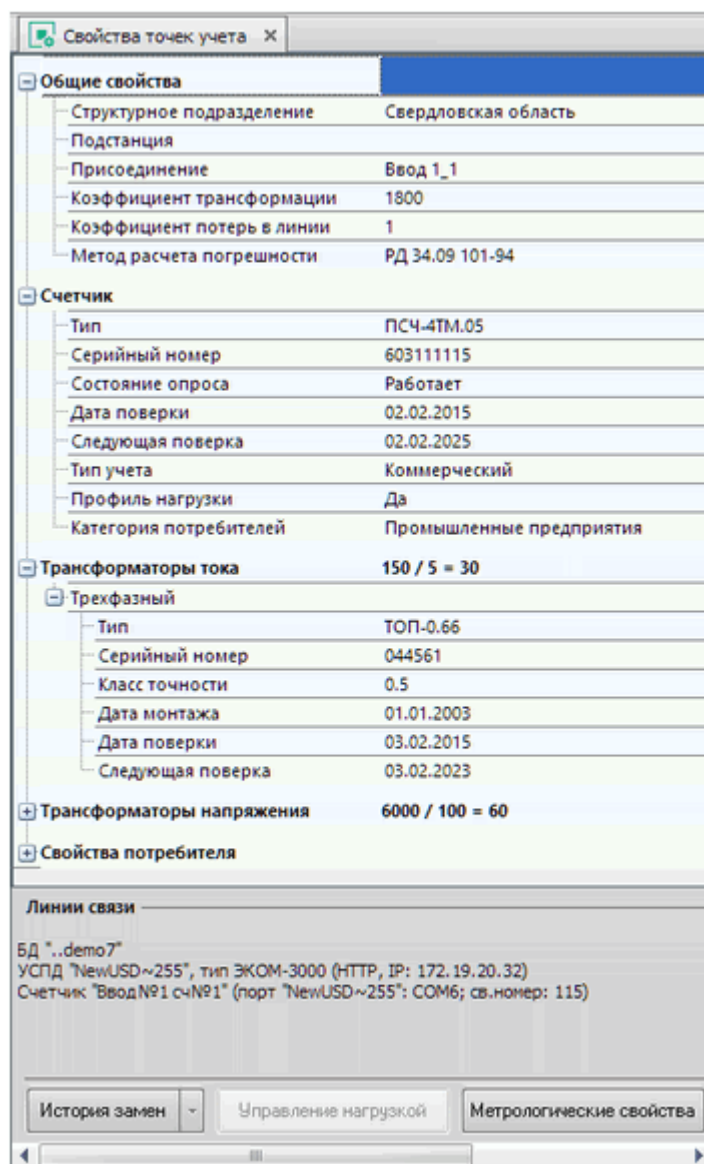 Свойства точек учета
Общие свойства
Структурное подразделение Свердловская область
Подстанция
Присоединение Ввод 1_1
Коэффициент трансформации 1800
Коэффициент потерь в линии 1
Метод расчета погрешности РД 34.09 101-94
Счетчик
Тип ПСЧ-4ТМ.05
Серийный номер 603111115
Состояние опроса Работает
Дата поверки 02.02.2015
Следующая поверка 02.02.2025
Тип учета Коммерческий
Профиль нагрузки Да
Категория потребителей Промышленные предприятия
Трансформаторы тока 150 / 5 = 30
Трехфазный
Тип ТОП-0.66
Серийный номер 044561
Класс точности 0.5
Дата монтажа 01.01.2003
Дата поверки 03.02.2015
Следующая поверка 03.02.2023
Трансформаторы напряжения 6000 / 100 = 60
Свойства потребителя
Линии связи
БД "..demo7"
УСПД "NewUSD~255", тип ЭКОМ-3000 (HTTP, IP: 172.19.20.32)
Счетчик "Ввод№1 сч№1" (порт "NewUSD~255": COM6; св.номер: 115)
История замен Управление нагрузкой Метрологические свойства